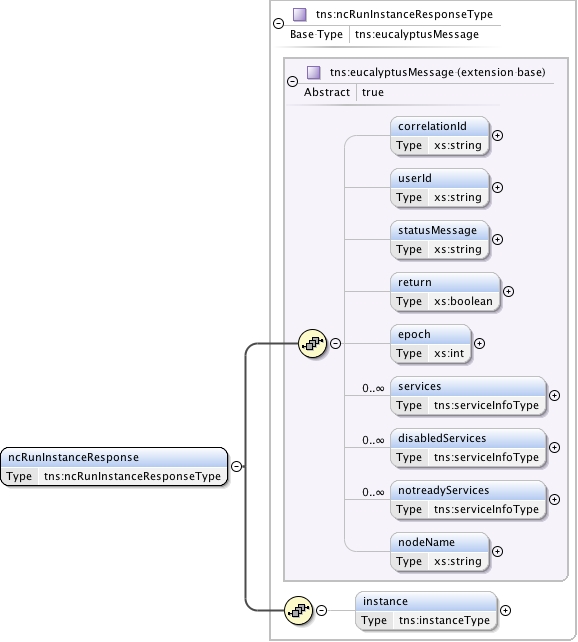 tns:ncRunInstanceResponseType
Base Type tns:eucalyptusMessage
tns:eucalyptusMessage (extension base)
Abstract true
correlationId
Type xs:string
userId
Type xs:string
statusMessage
Type xs:string
return
Type xs:boolean
epoch
Type xs:int
0..∞ services
Type tns:serviceInfoType
0..∞ disabledServices
Type tns:serviceInfoType
0..∞ notreadyServices
Type tns:serviceInfoType
nodeName
Type xs:string
ncRunInstanceResponse
Type tns:ncRunInstanceResponseType
instance
Type tns:instanceType